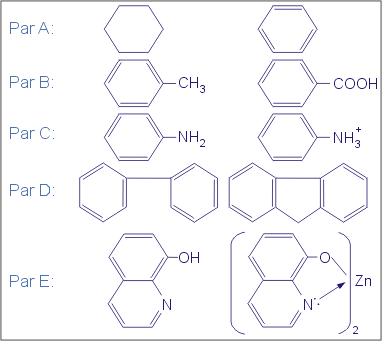 Par A:
Par B: CH3 COOH
Par C: NH2 NH3+
Par D:
Par E: OH O Zn
N N:
2